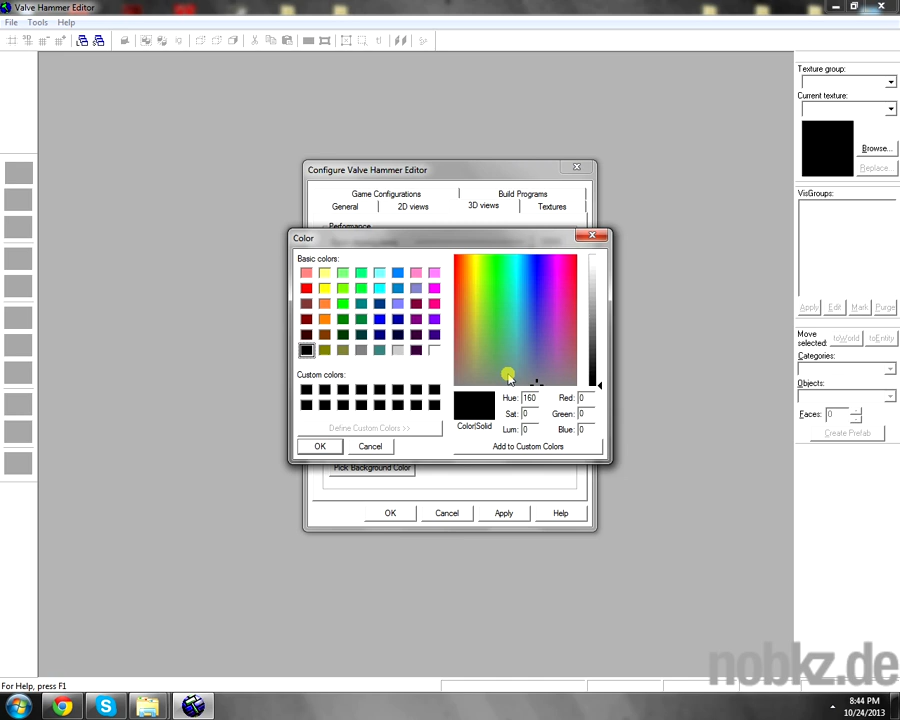 Valve Hammer Editor
File Tools Help
Texture group:
Current texture:
Browse...
Replace...
VisGroups:
Apply Edit Mark Purge
Move
selected:
toWorld toEntity
Categories:
Objects:
Faces: 0
Create Prefab
Configure Valve Hammer Editor
Game Configurations Build Programs
General 2D views 3D views Textures
Performance
Color
Basic colors:
Custom colors:
Define Custom Colors >>
OK Cancel
Color|Solid
Hue: 160 Red: 0
Sat: 0 Green: 0
Lum: 0 Blue: 0
Add to Custom Colors
Pick Background Color
OK Cancel Apply Help
nobkz.de
For Help, press F1
8:44 PM
10/24/2013